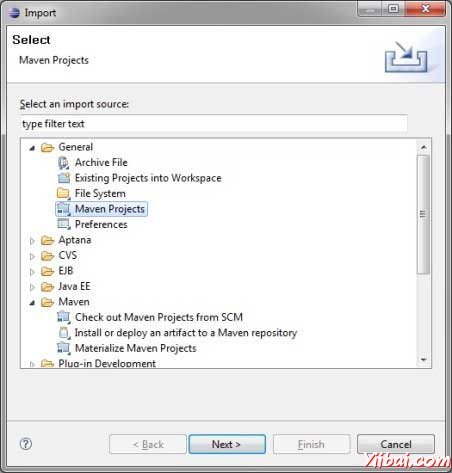 Import
Select
Maven Projects
Select an import source:
type filter text
General
Archive File
Existing Projects into Workspace
File System
Maven Projects
Preferences
Aptana
CVS
EJB
Java EE
Maven
Check out Maven Projects from SCM
Install or deploy an artifact to a Maven repository
Materialize Maven Projects
Plug-in Development
< Back
Next >
Finish
Cancel
Yiibai.com